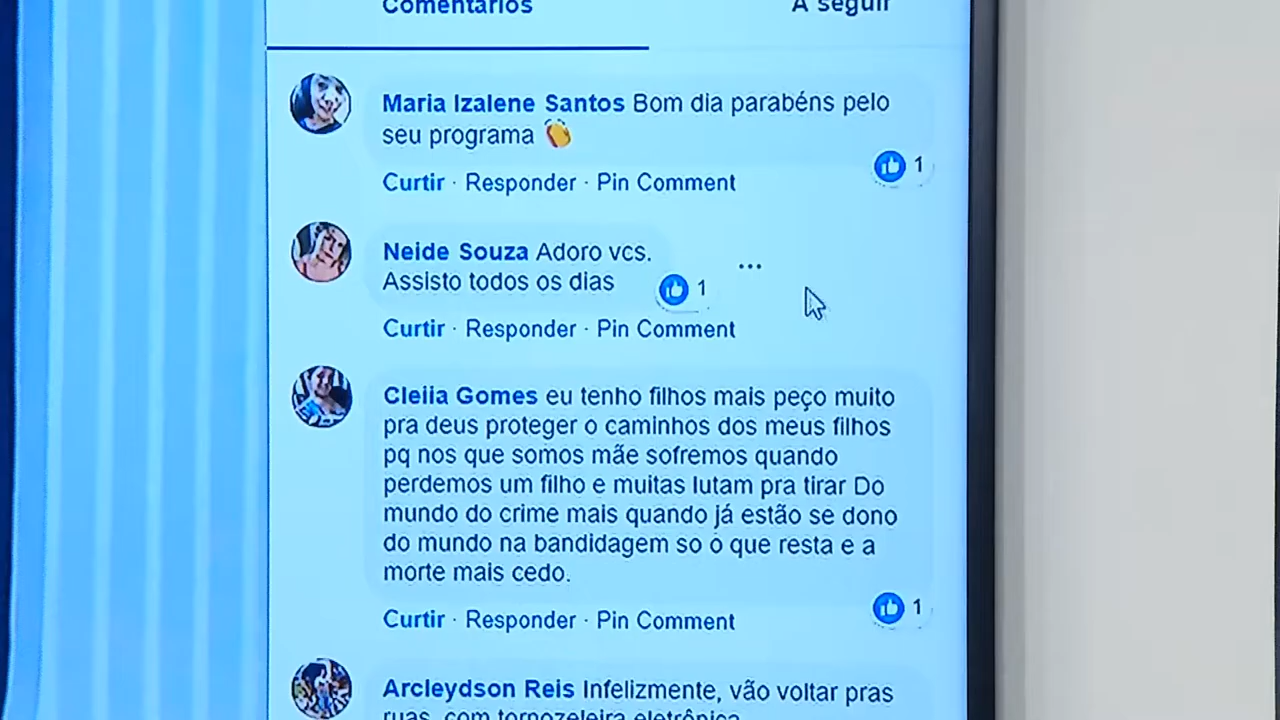 Comentários
A seguir
Maria Izalene Santos Bom dia parabéns pelo
seu programa 👏
1
Curtir · Responder · Pin Comment
Neide Souza Adoro vcs.
Assisto todos os dias
1
Curtir · Responder · Pin Comment
Cleiia Gomes eu tenho filhos mais peço muito
pra deus proteger o caminhos dos meus filhos
pq nos que somos mãe sofremos quando
perdemos um filho e muitas lutam pra tirar Do
mundo do crime mais quando já estão se dono
do mundo na bandidagem so o que resta e a
morte mais cedo.
1
Curtir · Responder · Pin Comment
Arcleydson Reis Infelizmente, vão voltar pras
ruas, com tornozeleira eletrônica